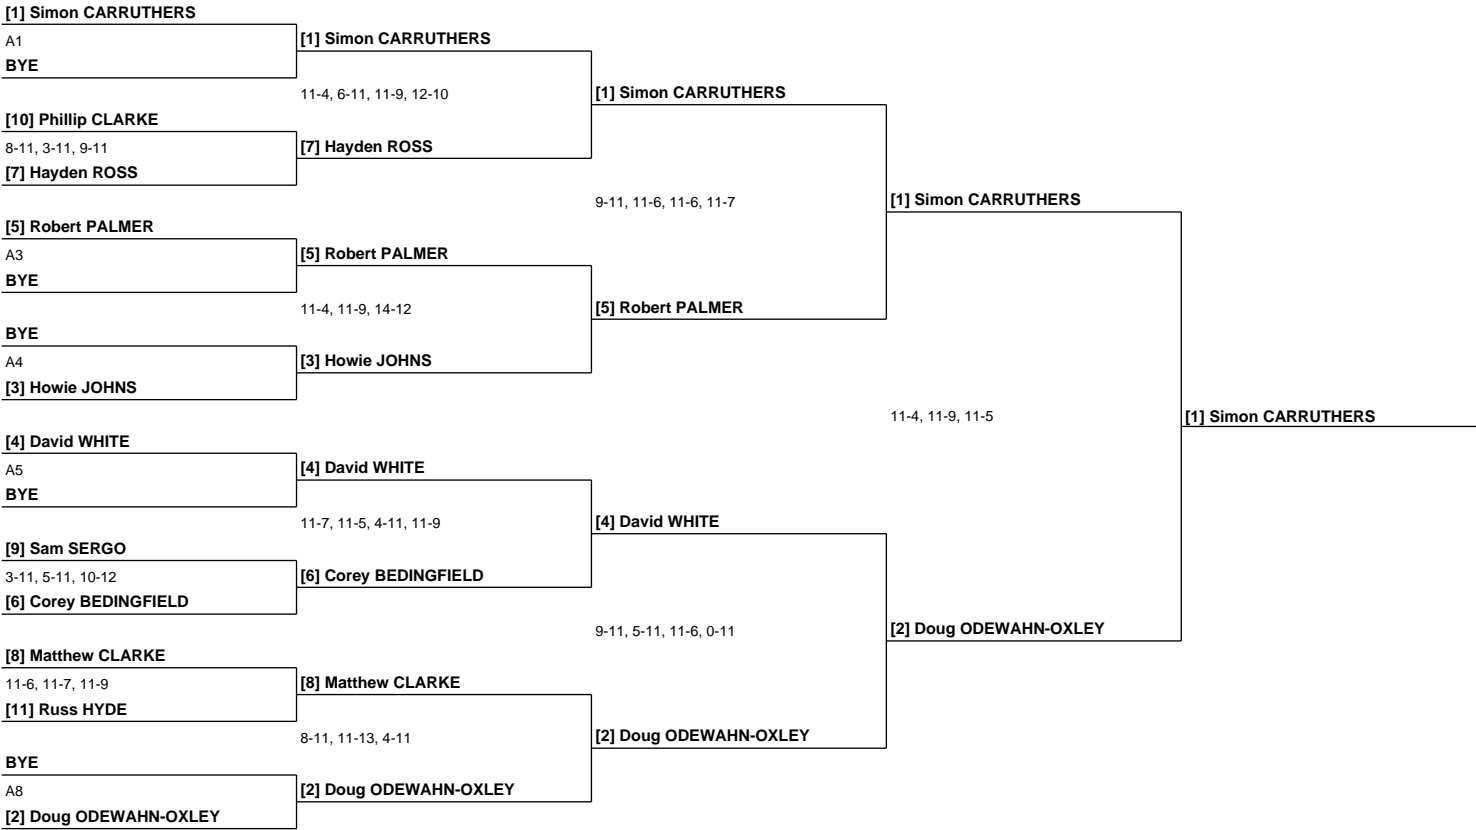 [1] Simon CARRUTHERS
A1
BYE
[10] Phillip CLARKE
8-11, 3-11, 9-11
[7] Hayden ROSS
[5] Robert PALMER
A3
BYE
BYE
A4
[3] Howie JOHNS
[4] David WHITE
A5
BYE
[9] Sam SERGO
3-11, 5-11, 10-12
[6] Corey BEDINGFIELD
[8] Matthew CLARKE
11-6, 11-7, 11-9
[11] Russ HYDE
BYE
A8
[2] Doug ODEWAHN-OXLEY
[1] Simon CARRUTHERS
11-4, 6-11, 11-9, 12-10
[7] Hayden ROSS
[5] Robert PALMER
11-4, 11-9, 14-12
[3] Howie JOHNS
[4] David WHITE
11-7, 11-5, 4-11, 11-9
[6] Corey BEDINGFIELD
[8] Matthew CLARKE
8-11, 11-13, 4-11
[2] Doug ODEWAHN-OXLEY
[1] Simon CARRUTHERS
9-11, 11-6, 11-6, 11-7
[5] Robert PALMER
[4] David WHITE
9-11, 5-11, 11-6, 0-11
[2] Doug ODEWAHN-OXLEY
[1] Simon CARRUTHERS
11-4, 11-9, 11-5
[2] Doug ODEWAHN-OXLEY
[1] Simon CARRUTHERS